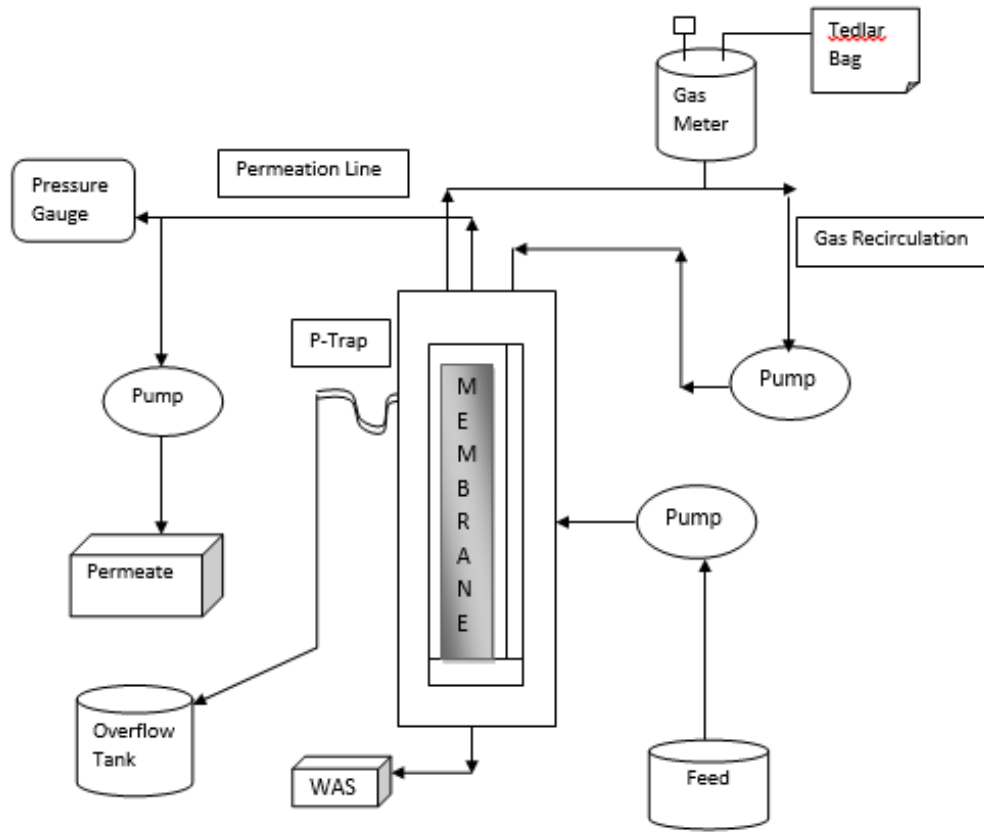 Tedlar
Bag
Gas
Meter
Permeation Line
Pressure
Gauge
Gas Recirculation
P-Trap
Pump
Pump
MEMBRANE
Pump
Permeate
Overflow
Tank
WAS
Feed